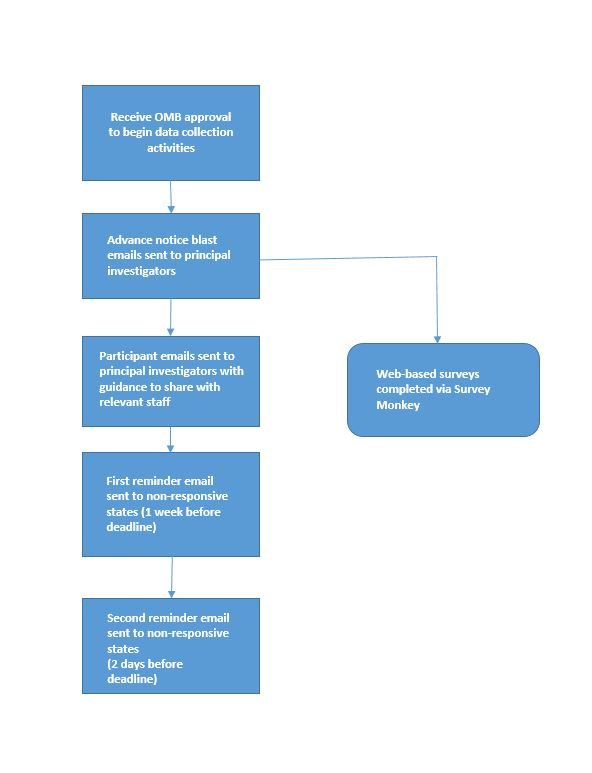 Receive OMB approval
to begin data collection
activities
Advance notice blast
emails sent to principal
investigators
Participant emails sent to
principal investigators with
guidance to share with
relevant staff
Web-based surveys
completed via Survey
Monkey
First reminder email
sent to non-responsive
states (1 week before
deadline)
Second reminder email
sent to non-responsive
states
(2 days before
deadline)